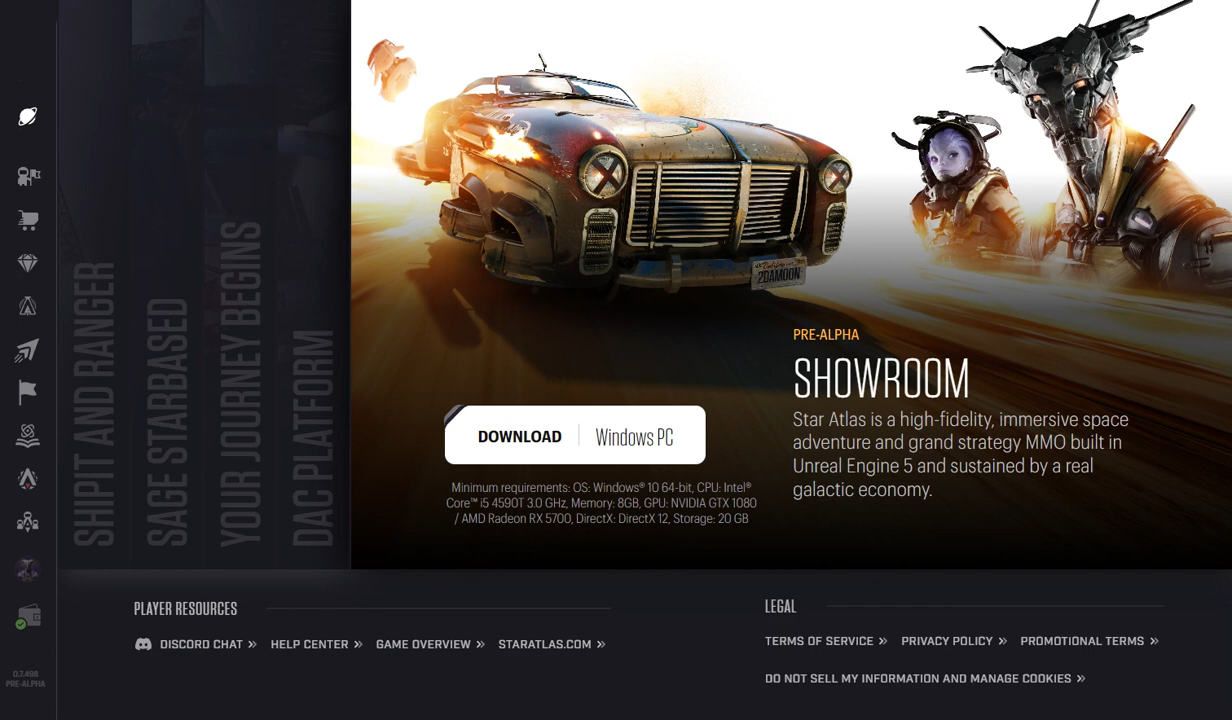 SHIPIT AND RANGER
SAGE STARBASED
YOUR JOURNEY BEGINS
DAC PLATFORM
2DAMOON
PRE-ALPHA
SHOWROOM
Star Atlas is a high-fidelity, immersive space
adventure and grand strategy MMO built in
Unreal Engine 5 and sustained by a real
galactic economy.
DOWNLOAD Windows PC
Minimum requirements: OS: Windows® 10 64-bit, CPU: Intel®
Core™ i5 4590T 3.0 GHz, Memory: 8GB, GPU: NVIDIA GTX 1080
/ AMD Radeon RX 5700, DirectX: DirectX 12, Storage: 20 GB
PLAYER RESOURCES
DISCORD CHAT » HELP CENTER » GAME OVERVIEW » STARATLAS.COM »
LEGAL
TERMS OF SERVICE » PRIVACY POLICY » PROMOTIONAL TERMS »
DO NOT SELL MY INFORMATION AND MANAGE COOKIES »
0.7.498
PRE-ALPHA